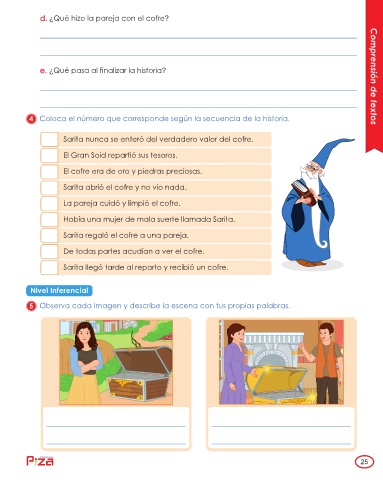 d. ¿Qué hizo la pareja con el cofre?
e. ¿Qué pasa al finalizar la historia?
Comprensión de textos
4 Coloca el número que corresponde según la secuencia de la historia.
Sarita nunca se enteró del verdadero valor del cofre.
El Gran Said repartió sus tesoros.
El cofre era de oro y piedras preciosas.
Sarita abrió el cofre y no vio nada.
La pareja cuidó y limpió el cofre.
Había una mujer de mala suerte llamada Sarita.
Sarita regaló el cofre a una pareja.
De todas partes acudían a ver el cofre.
Sarita llegó tarde al reparto y recibió un cofre.
Nivel Inferencial
5 Observa cada imagen y describe la escena con tus propias palabras.
25